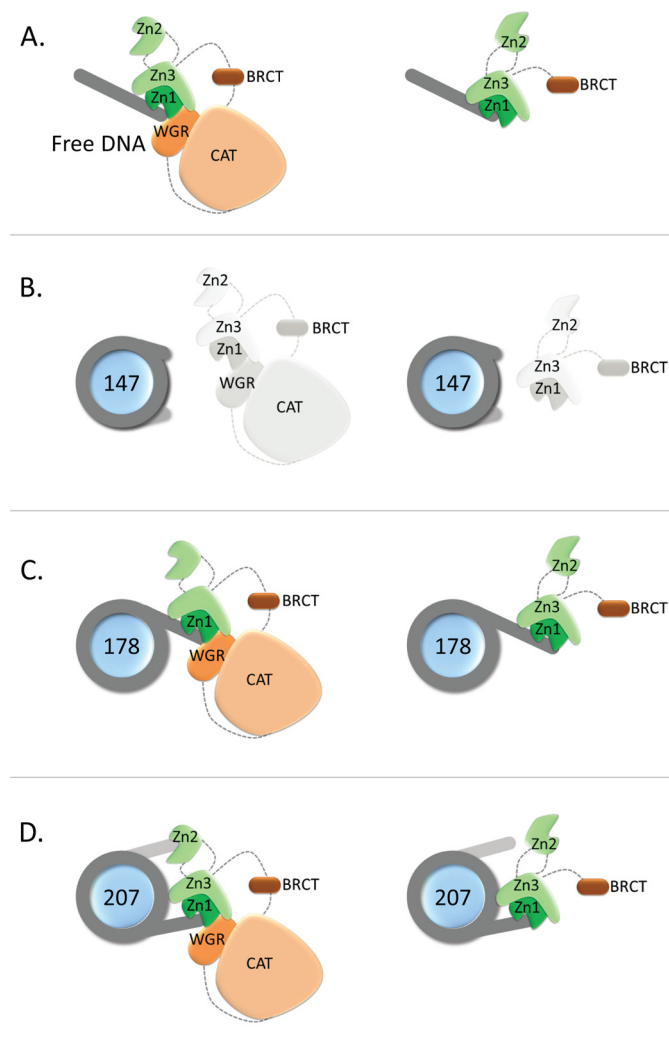 A.
Zn2
Zn3
Zn1
BRCT
Free DNA
WGR
CAT
Zn2
Zn3
Zn1
BRCT
B.
147
Zn2
Zn3
Zn1
BRCT
WGR
CAT
147
Zn2
Zn3
Zn1
BRCT
C.
178
Zn1
BRCT
WGR
CAT
178
Zn2
Zn3
Zn1
BRCT
D.
207
Zn2
Zn3
Zn1
BRCT
WGR
CAT
207
Zn2
Zn3
Zn1
BRCT